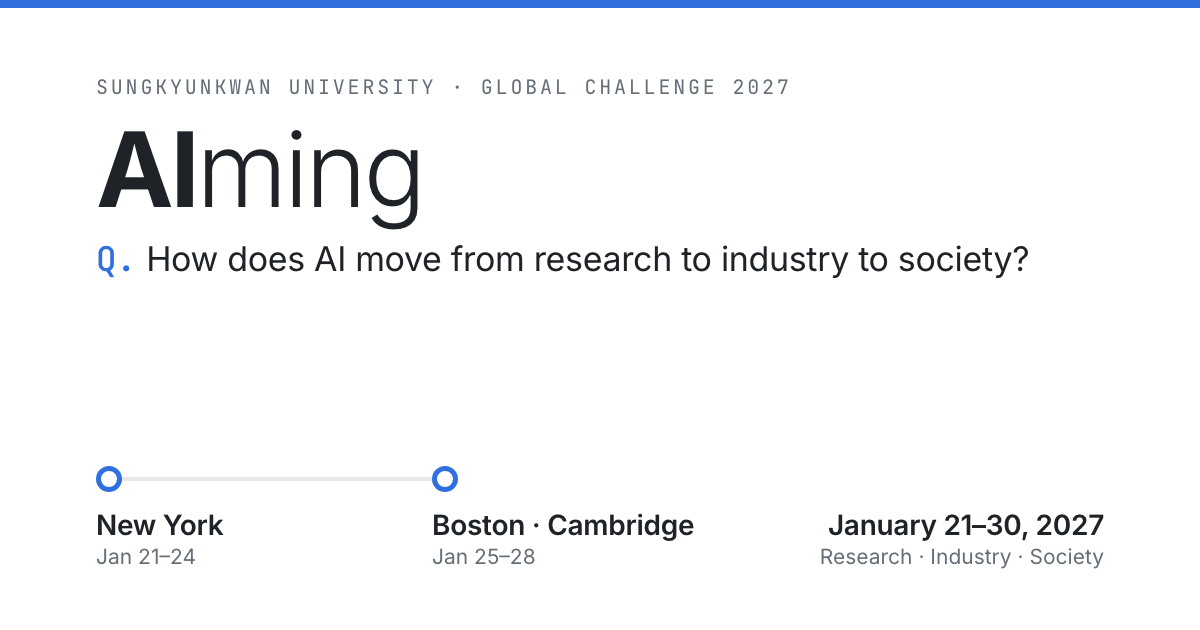 SUNGKYUNKWAN UNIVERSITY · GLOBAL CHALLENGE 2027
AIming
Q. How does AI move from research to industry to society?
New York
Jan 21–24
Boston · Cambridge
Jan 25–28
January 21–30, 2027
Research · Industry · Society